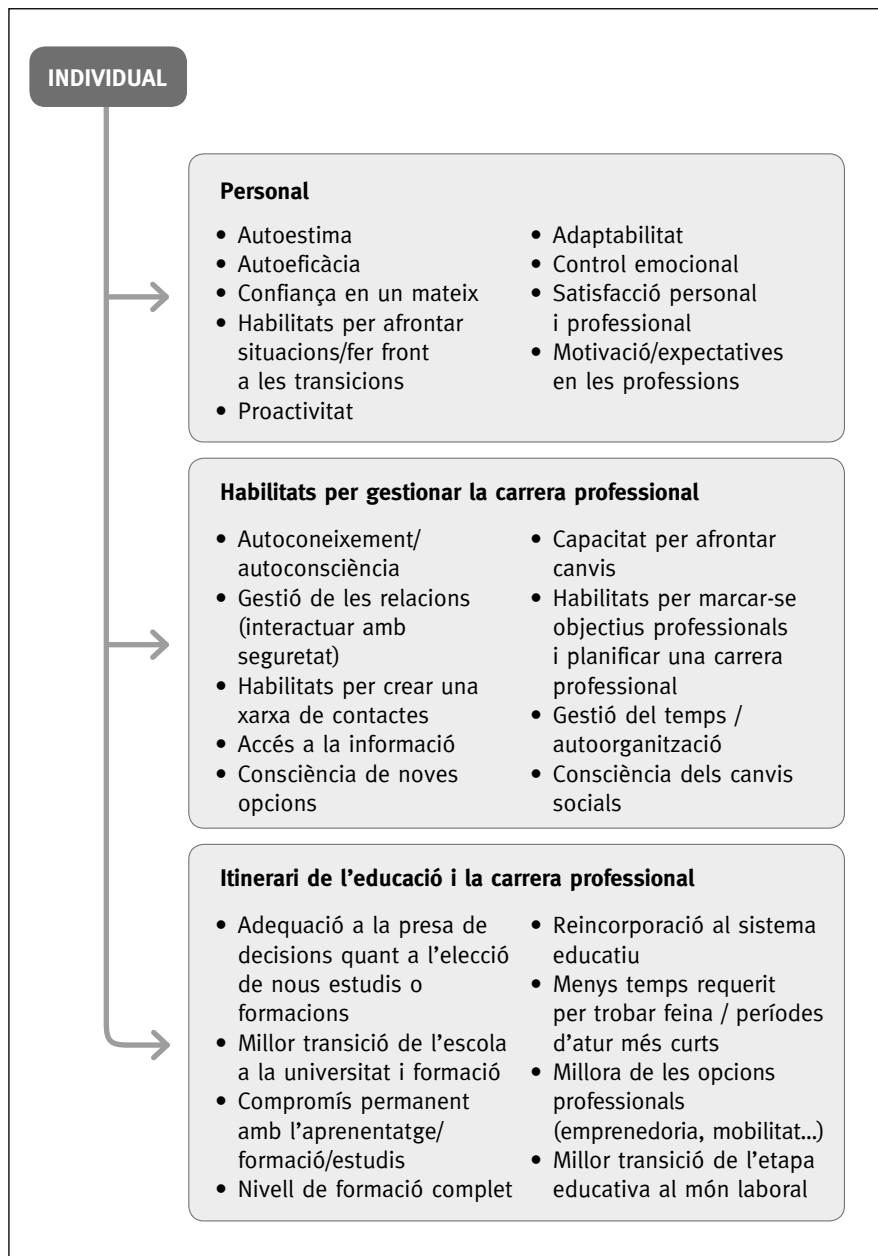 INDIVIDUAL
Personal
• Autoestima
• Autoeficàcia
• Confiança en un mateix
• Habilitats per afrontar
situacions/fer front
a les transicions
• Proactivitat
• Adaptabilitat
• Control emocional
• Satisfacció personal
i professional
• Motivació/expectatives
en les professions
Habilitats per gestionar la carrera professional
• Autoconeixement/
autoconsciència
• Gestió de les relacions
(interactuar amb
seguretat)
• Habilitats per crear una
xarxa de contactes
• Accés a la informació
• Consciència de noves
opcions
• Capacitat per afrontar
canvis
• Habilitats per marcar-se
objectius professionals
i planificar una carrera
professional
• Gestió del temps /
autoorganització
• Consciència dels canvis
socials
Itinerari de l’educació i la carrera professional
• Adequació a la presa de
decisions quant a l’elecció
de nous estudis o
formacions
• Millor transició de l’escola
a la universitat i formació
• Compromís permanent
amb l’aprenentatge/
formació/estudis
• Nivell de formació complet
• Reincorporació al sistema
educatiu
• Menys temps requerit
per trobar feina / períodes
d’atur més curts
• Millora de les opcions
professionals
(emprenedoria, mobilitat...)
• Millor transició de l’etapa
educativa al món laboral